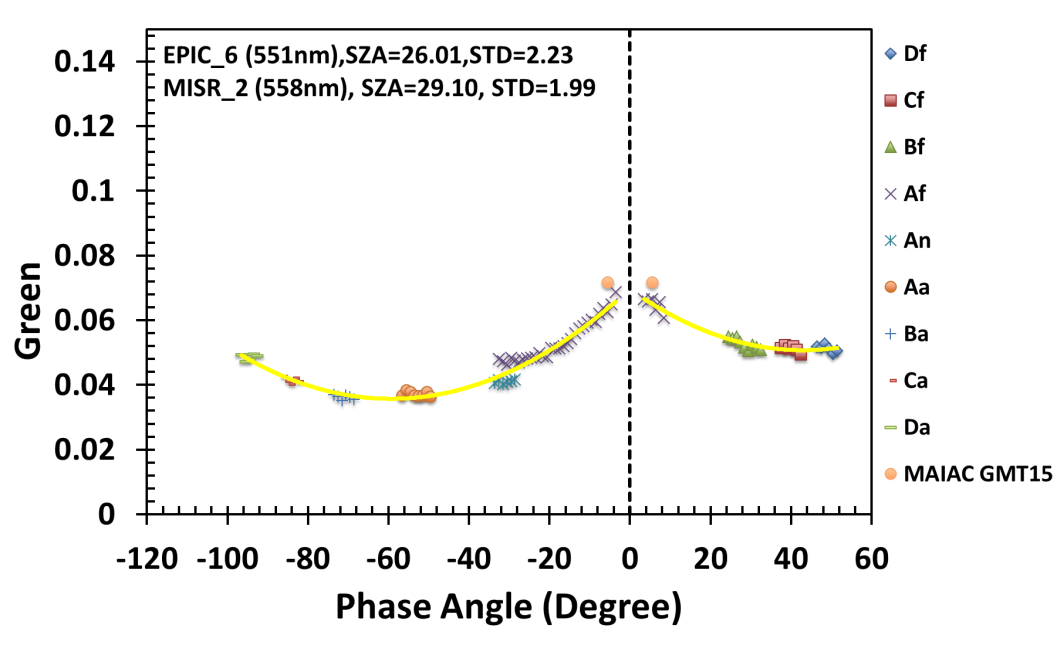 EPIC_6 (551nm),SZA=26.01,STD=2.23
MISR_2 (558nm), SZA=29.10, STD=1.99
0.14
0.12
0.1
0.08
0.06
0.04
0.02
0
Green
-120 -100 -80 -60 -40 -20 0 20 40 60
Phase Angle (Degree)
Df
Cf
Bf
Af
An
Aa
Ba
Ca
Da
MAIAC GMT15